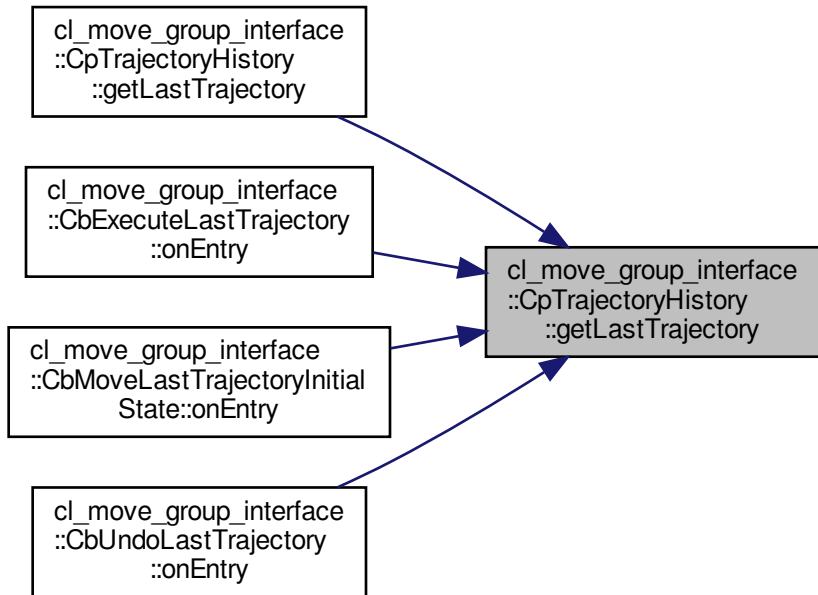 cl_move_group_interface
::CpTrajectoryHistory
::getLastTrajectory
cl_move_group_interface
::CbExecuteLastTrajectory
::onEntry
cl_move_group_interface
::CbMoveLastTrajectoryInitial
State::onEntry
cl_move_group_interface
::CbUndoLastTrajectory
::onEntry
cl_move_group_interface
::CpTrajectoryHistory
::getLastTrajectory